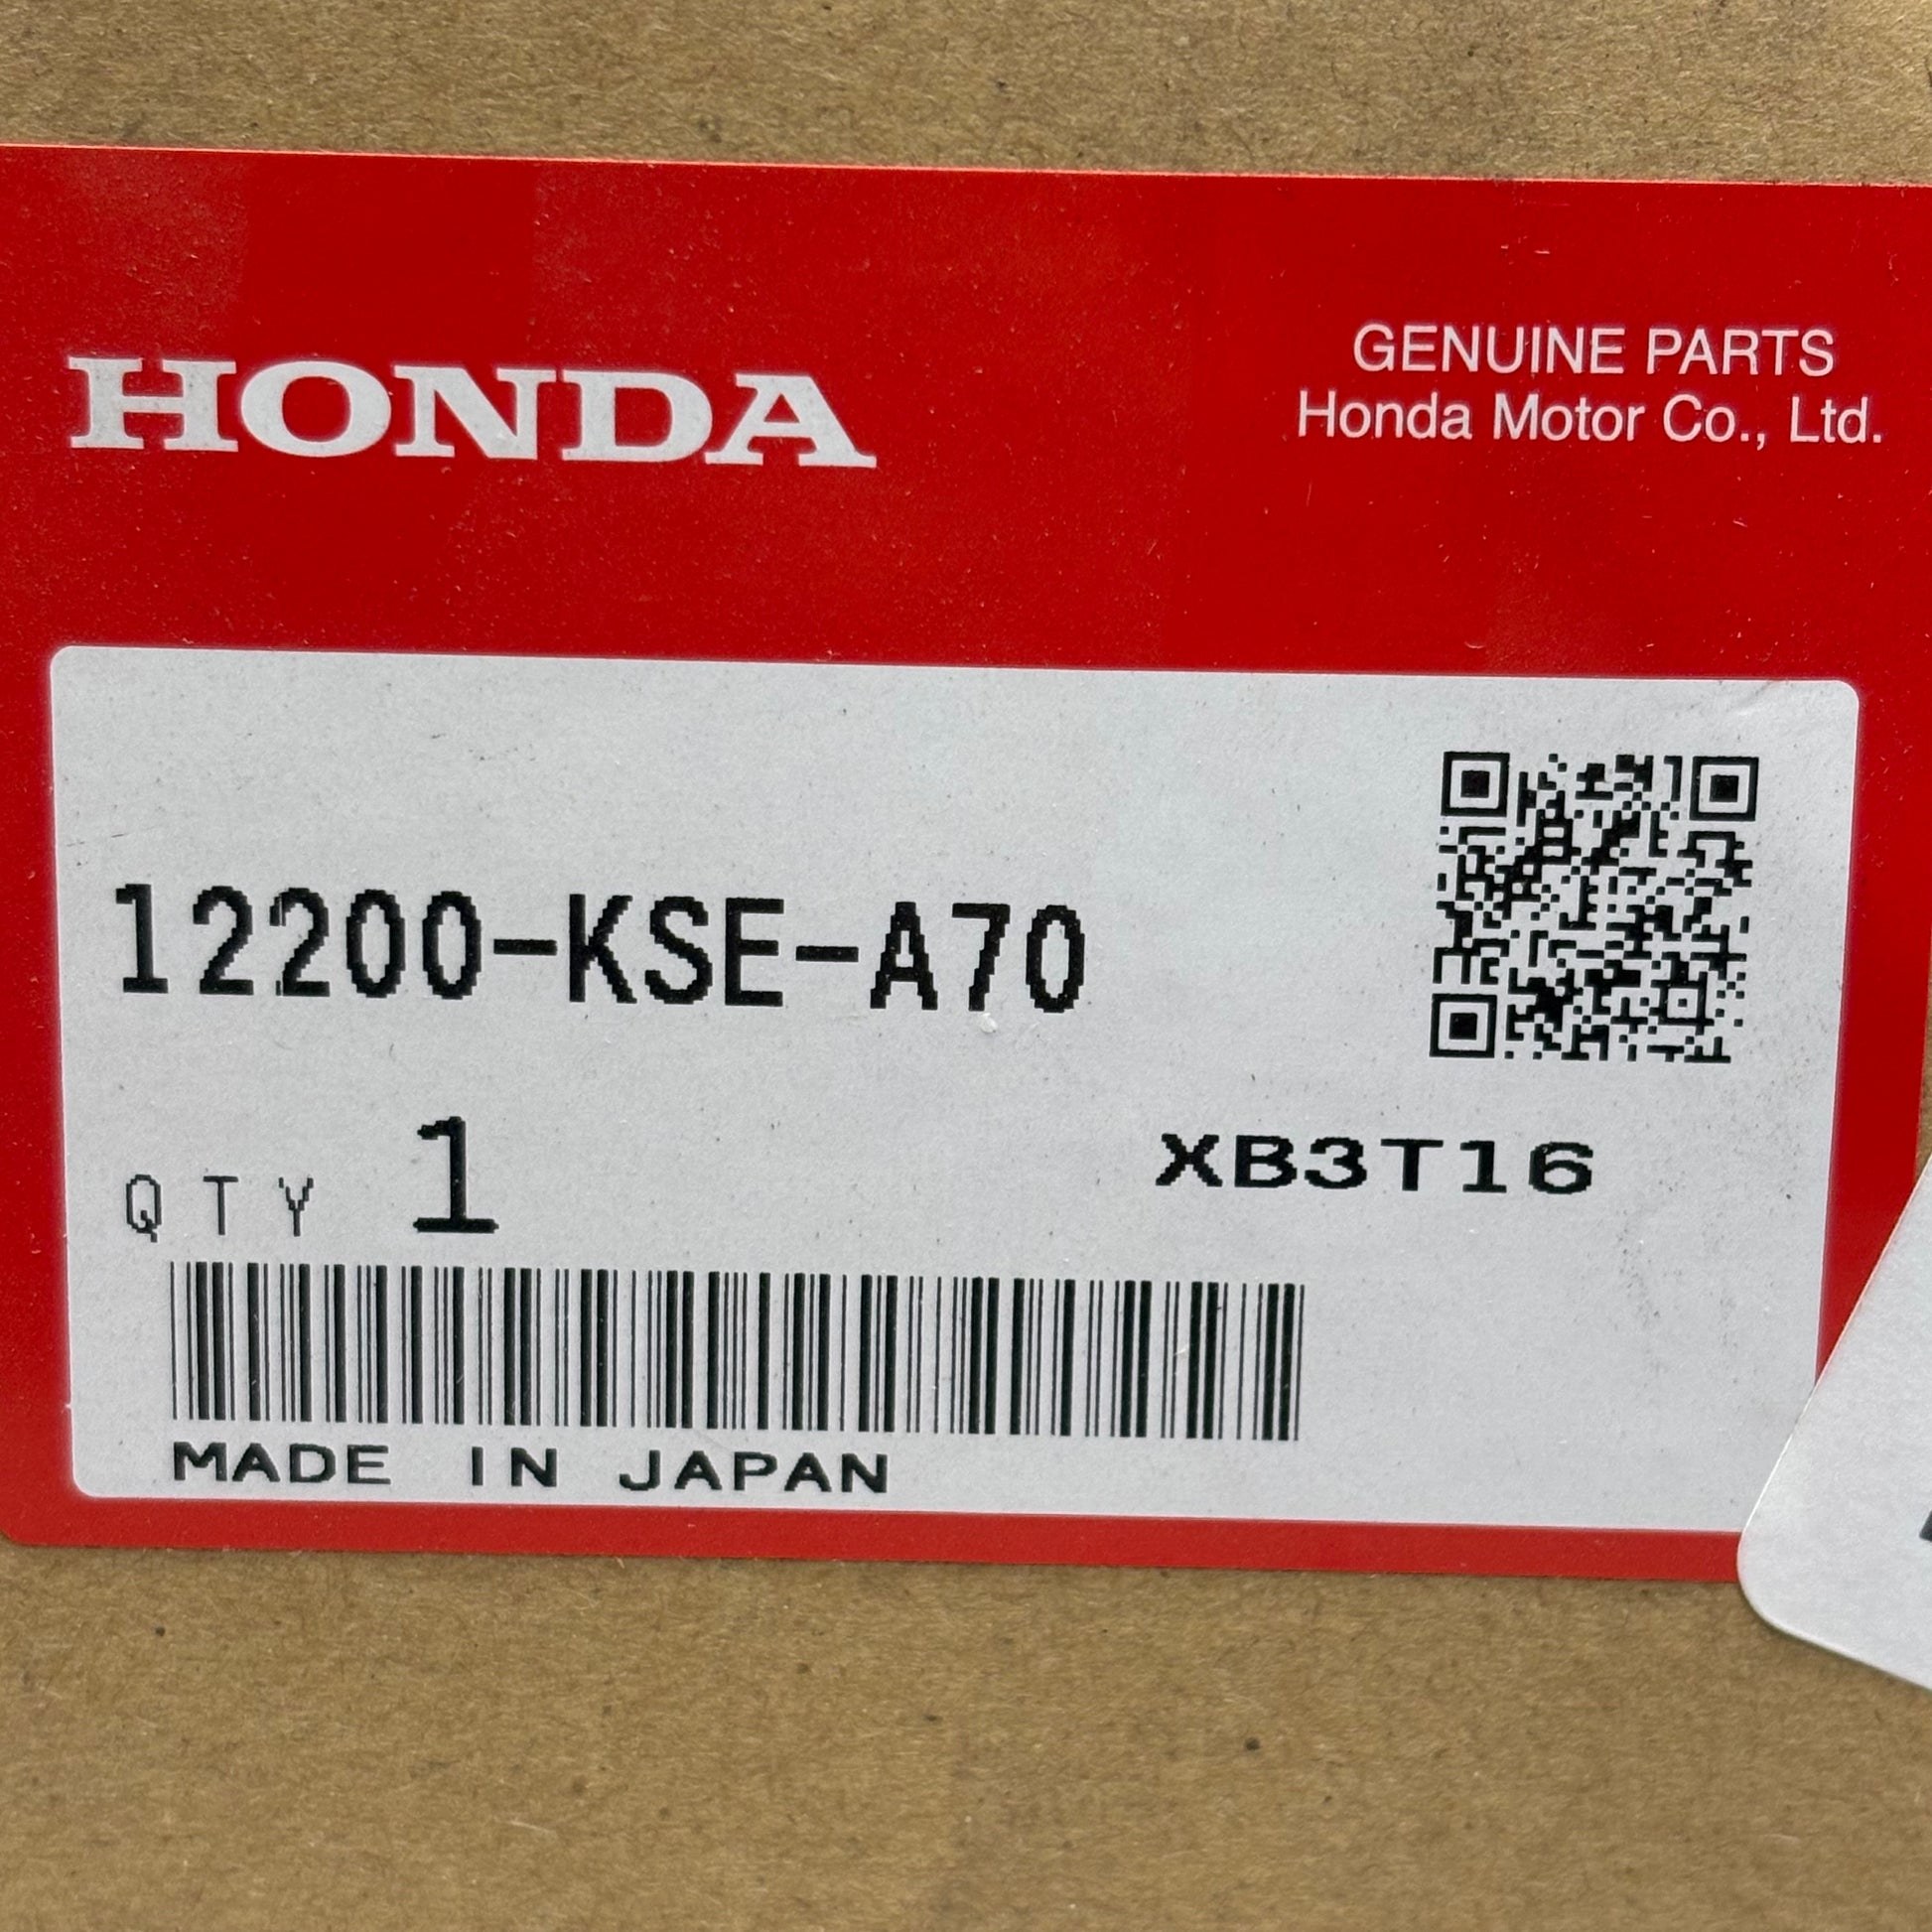 HONDA
GENUINE PARTS
Honda Motor Co., Ltd.
12200-KSE-A70
QTY 1
XB3T16
MADE IN JAPAN